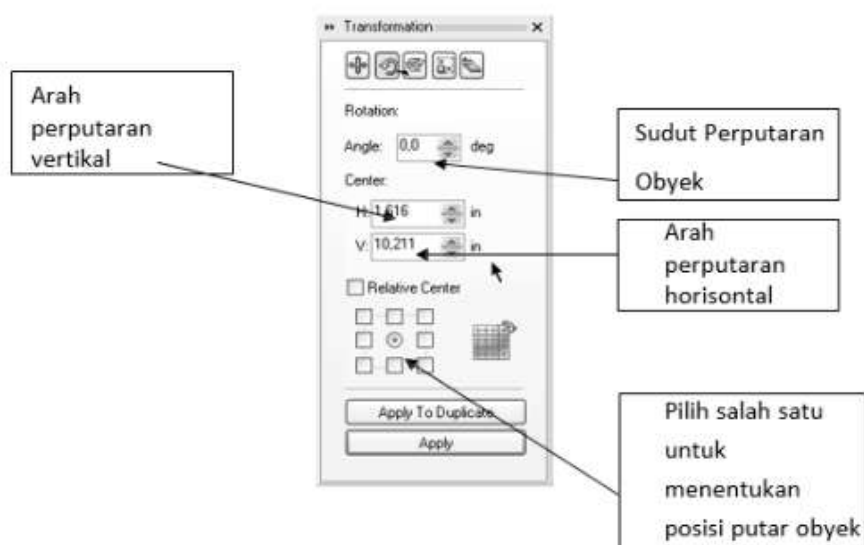 Transformation
Arah
perputaran
vertikal
Rotation:
Angle: 0,0 deg
Center:
H: 1,616 in
V: 10,211 in
Relative Center
Apply To Duplicate
Apply
Sudut Perputaran
Obyek
Arah
perputaran
horisontal
Pilih salah satu
untuk
menentukan
posisi putar obyek